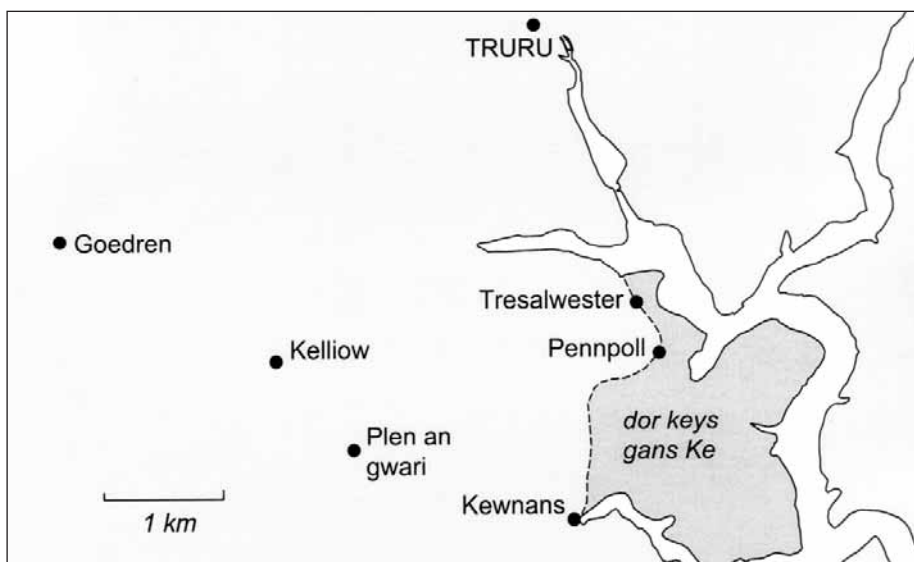 TRURU
Goedren
Tresalwester
Kelliow
Pennpoll
dor keys
gans Ke
Plen an
gwari
Kewnans
1 km